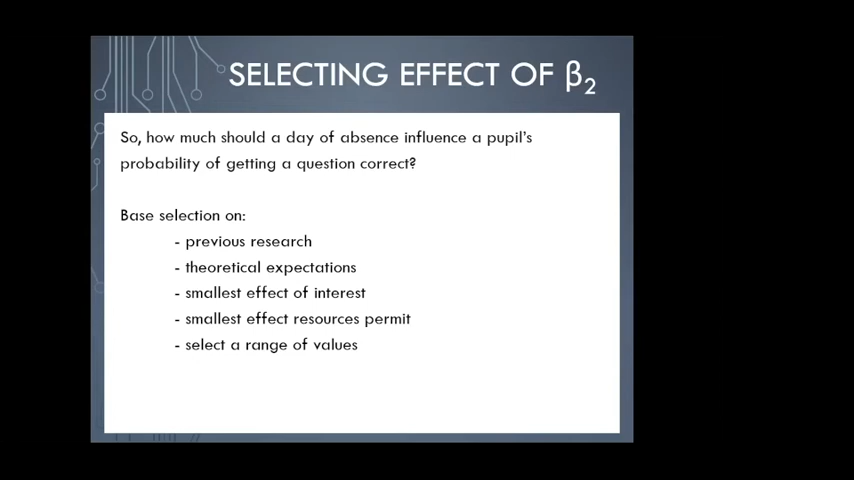 SELECTING EFFECT OF β₂
So, how much should a day of absence influence a pupil's
probability of getting a question correct?
Base selection on:
- previous research
- theoretical expectations
- smallest effect of interest
- smallest effect resources permit
- select a range of values